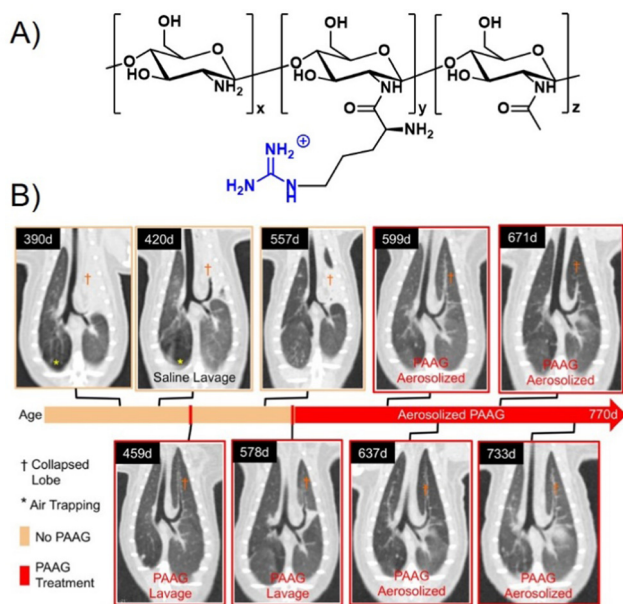 A)
OH
O
HO
NH2
x
OH
O
O
HO
NH
O
y
NH2
OH
O
O
HO
NH
O
z
NH2
⊕
H2N
N
H
B)
390d
†
*
420d
†
*
Saline Lavage
557d
†
599d
†
PAAG
Aerosolized
671d
†
PAAG
Aerosolized
Age
Aerosolized PAAG
770d
† Collapsed
Lobe
* Air Trapping
No PAAG
PAAG
Treatment
459d
†
PAAG
Lavage
578d
†
PAAG
Lavage
637d
†
PAAG
Aerosolized
733d
†
PAAG
Aerosolized